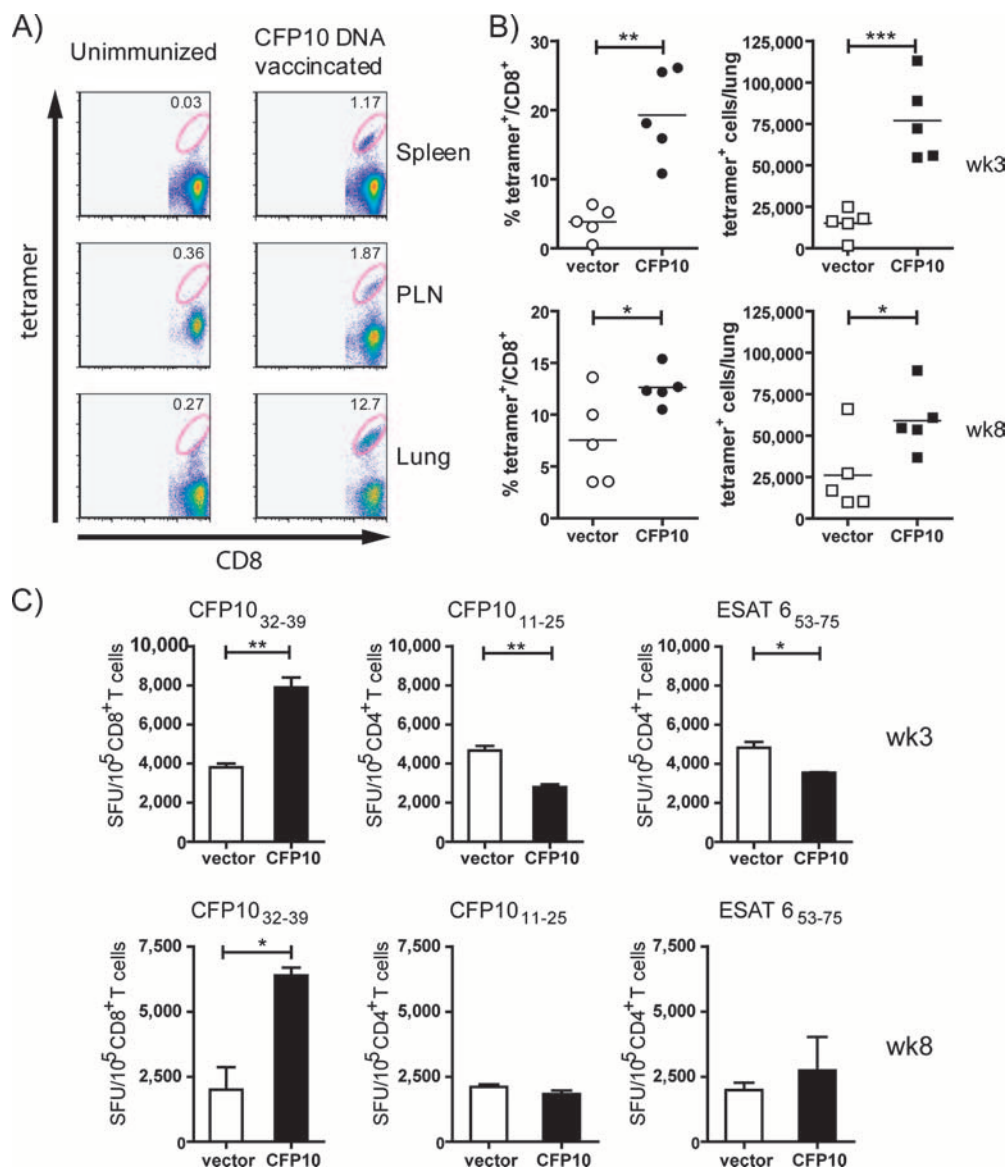 A)
Unimmunized
CFP10 DNA
vaccincated
0.03
1.17
Spleen
0.36
1.87
PLN
0.27
12.7
Lung
tetramer
CD8
B)
% tetramer+/CD8+
30
20
10
0
**
vector
CFP10
tetramer+ cells/lung
125,000
100,000
75,000
50,000
25,000
0
***
vector
CFP10
wk3
% tetramer+/CD8+
20
15
10
5
0
*
vector
CFP10
tetramer+ cells/lung
125,000
100,000
75,000
50,000
25,000
0
*
vector
CFP10
wk8
C)
CFP10 32-39
SFU/10^5 CD8+ T cells
10,000
8,000
6,000
4,000
2,000
0
**
vector
CFP10
CFP10 11-25
SFU/10^5 CD4+ T cells
10,000
8,000
6,000
4,000
2,000
0
**
vector
CFP10
ESAT 6 53-75
SFU/10^5 CD4+ T cells
10,000
8,000
6,000
4,000
2,000
0
*
vector
CFP10
wk3
CFP10 32-39
SFU/10^5 CD8+ T cells
7,500
5,000
2,500
0
*
vector
CFP10
CFP10 11-25
SFU/10^5 CD4+ T cells
7,500
5,000
2,500
0
vector
CFP10
ESAT 6 53-75
SFU/10^5 CD4+ T cells
7,500
5,000
2,500
0
vector
CFP10
wk8